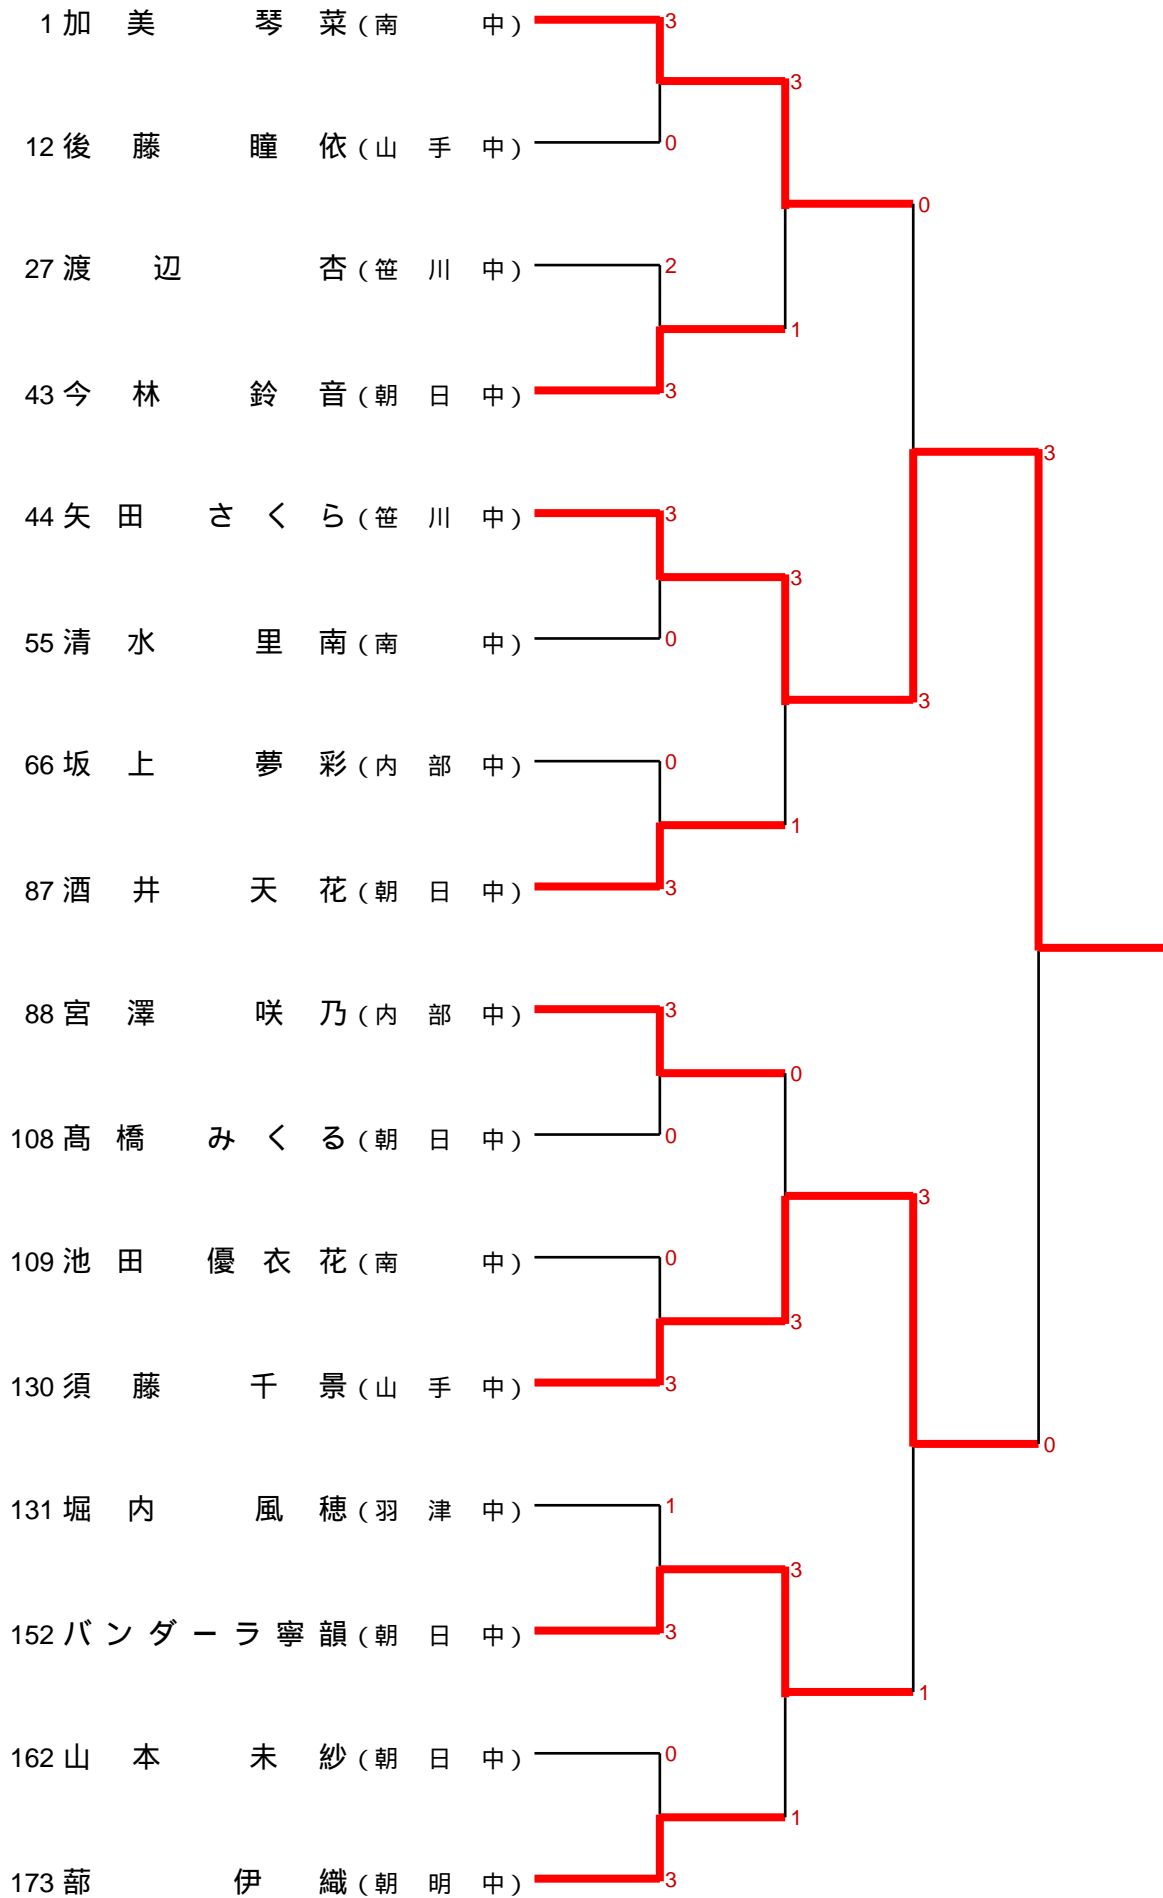 1 加美 琴菜 (南 中) 3
3
12 後藤 瞳依 (山手中) 0
0
27 渡辺 杏 (笹川中) 2
1
43 今林 鈴音 (朝日中) 3
3
44 矢田 さくら (笹川中) 3
3
55 清水 里南 (南 中) 0
3
66 坂上 夢彩 (内部中) 0
1
87 酒井 天花 (朝日中) 3
88 宮澤 咲乃 (内部中) 3
0
108 髙橋 みくる (朝日中) 0
3
109 池田 優衣花 (南 中) 0
3
130 須藤 千景 (山手中) 3
0
131 堀内 風穂 (羽津中) 1
3
152 バンダーラ寧韻 (朝日中) 3
1
162 山本 未紗 (朝日中) 0
1
173 蔀 伊織 (朝明中) 3